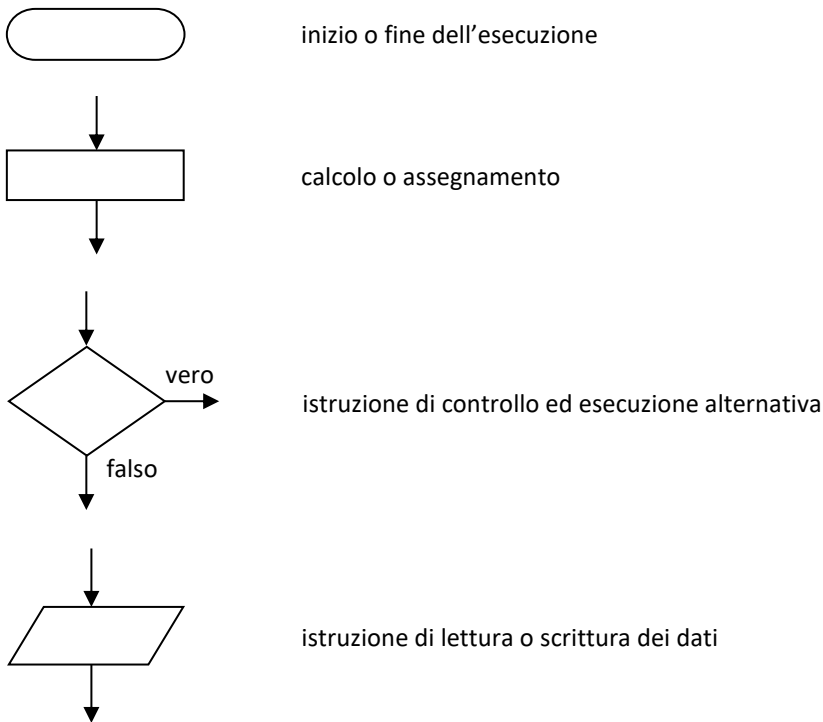 inizio o fine dell’esecuzione
calcolo o assegnamento
vero
istruzione di controllo ed esecuzione alternativa
falso
istruzione di lettura o scrittura dei dati